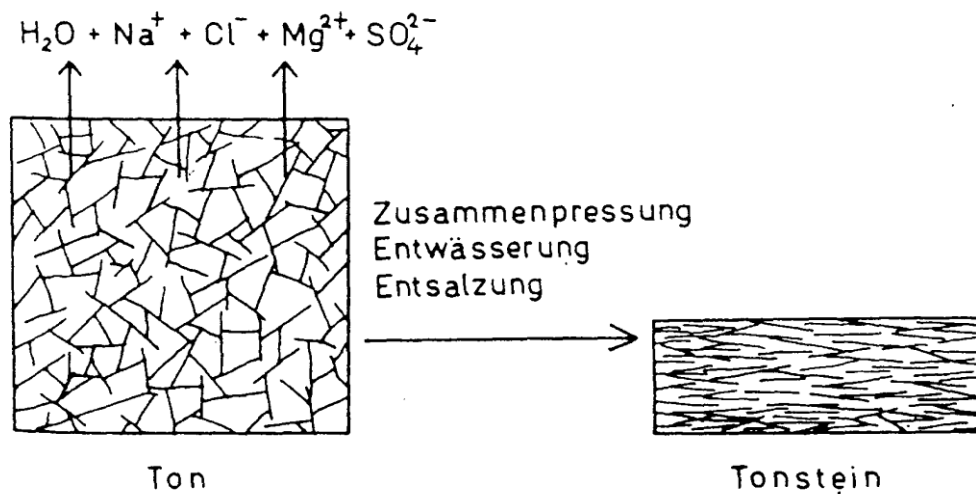 H₂O + Na⁺ + Cl⁻ + Mg²⁺ + SO₄²⁻
Zusammenpressung
Entwässerung
Entsalzung
Ton
Tonstein